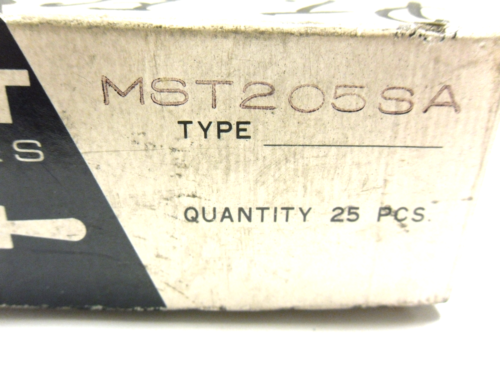 MST205SA
TYPE
QUANTITY 25 PCS.